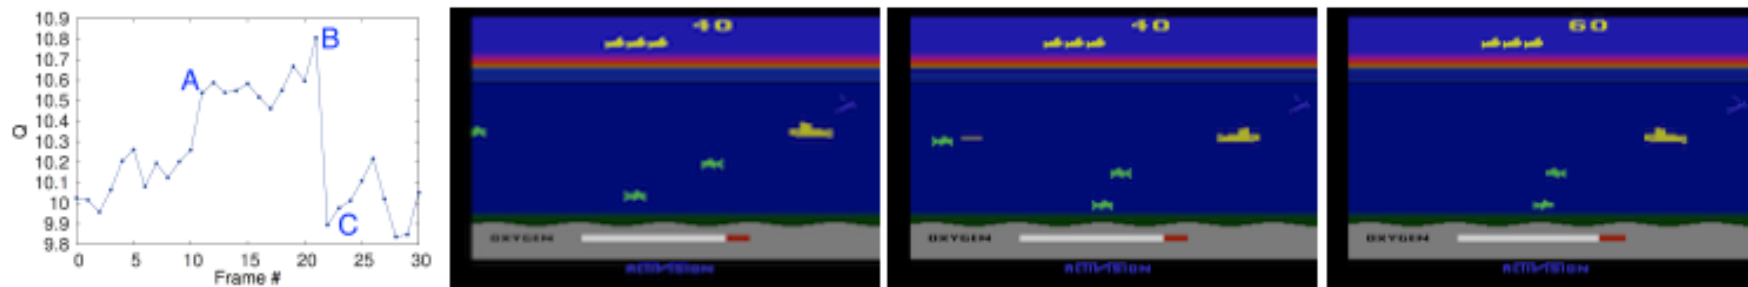 Q
10.9
10.8
10.7
10.6
10.5
10.4
10.3
10.2
10.1
10
9.9
9.8
A
B
C
0 5 10 15 20 25 30
Frame #
40
OXYGEN
ACTIVISION
40
OXYGEN
ACTIVISION
60
OXYGEN
ACTIVISION